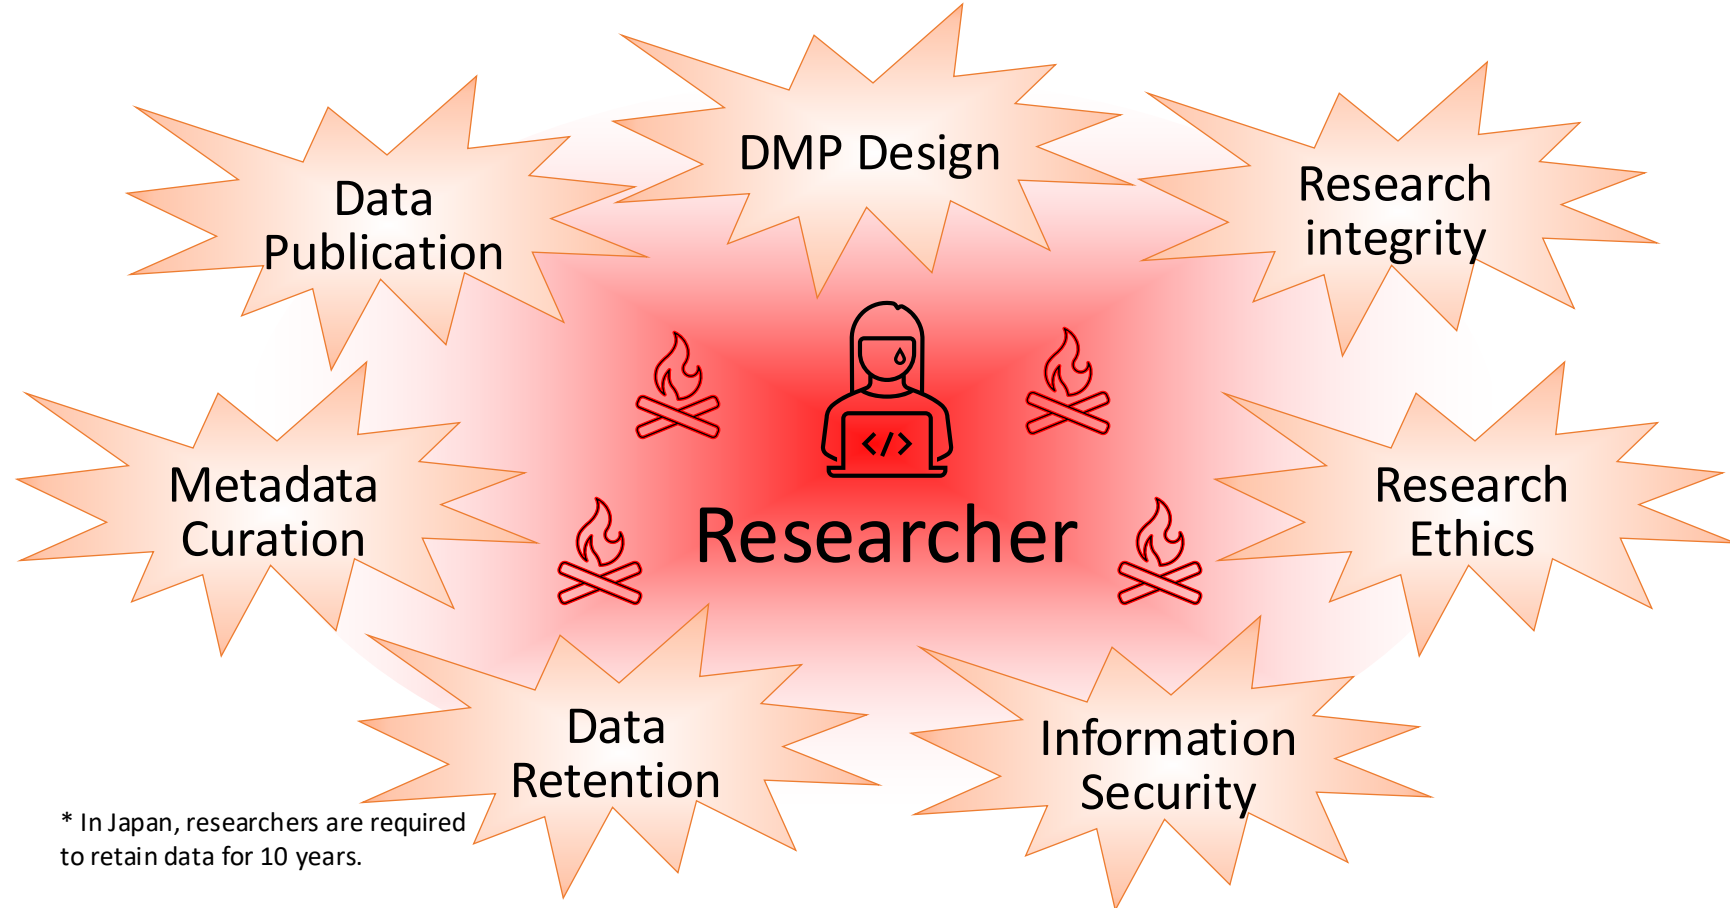 DMP Design
Data
Publication
Research
integrity
Metadata
Curation
</>
Researcher
Research
Ethics
Data
Retention
Information
Security
* In Japan, researchers are required
to retain data for 10 years.